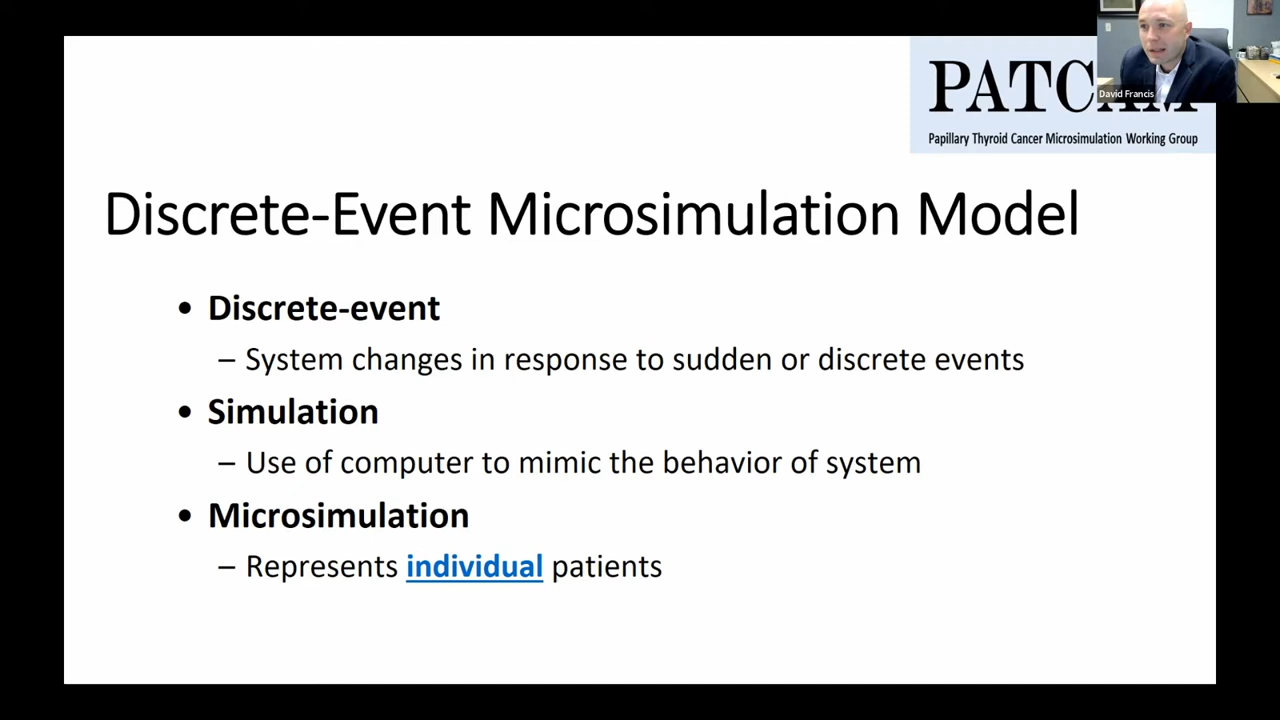 PATCAM
David Francis
Papillary Thyroid Cancer Microsimulation Working Group
Discrete-Event Microsimulation Model
• Discrete-event
– System changes in response to sudden or discrete events
• Simulation
– Use of computer to mimic the behavior of system
• Microsimulation
– Represents individual patients